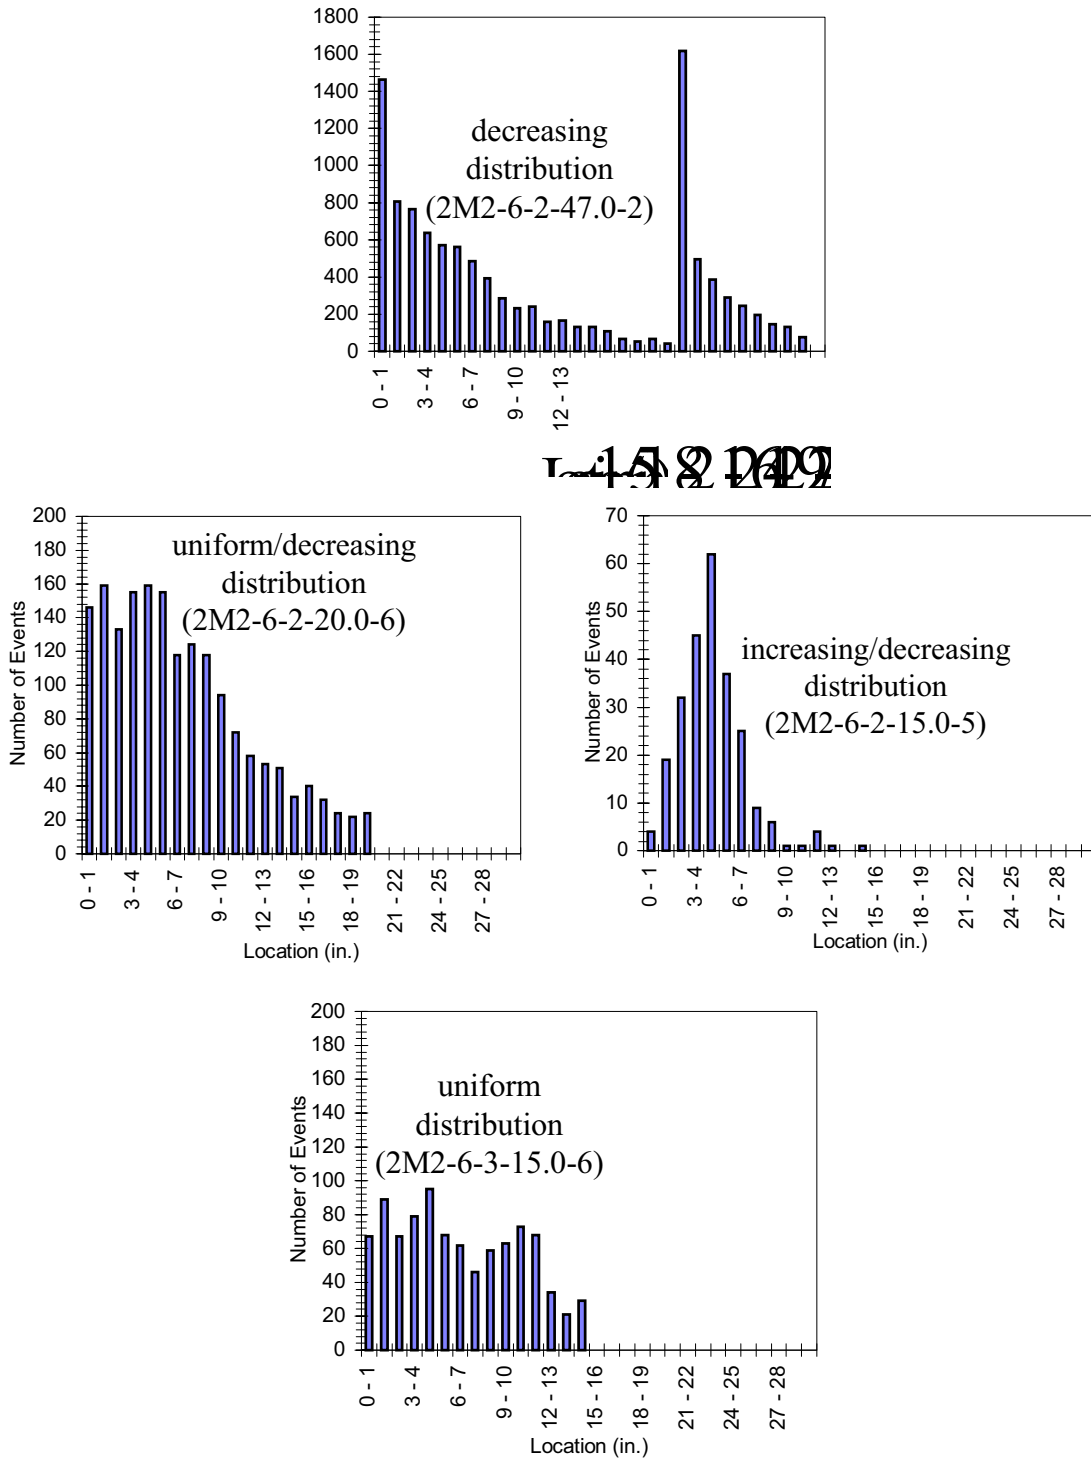 1800
1600
1400
1200
1000
800
600
400
200
0
decreasing
distribution
(2M2-6-2-47.0-2)
0 - 1
3 - 4
6 - 7
9 - 10
12 - 13
200
180
160
140
120
100
80
60
40
20
0
Number of Events
uniform/decreasing
distribution
(2M2-6-2-20.0-6)
0 - 1
3 - 4
6 - 7
9 - 10
12 - 13
15 - 16
18 - 19
21 - 22
24 - 25
27 - 28
Location (in.)
70
60
50
40
30
20
10
0
Number of Events
increasing/decreasing
distribution
(2M2-6-2-15.0-5)
0 - 1
3 - 4
6 - 7
9 - 10
12 - 13
15 - 16
18 - 19
21 - 22
24 - 25
27 - 28
Location (in.)
200
180
160
140
120
100
80
60
40
20
0
Number of Events
uniform
distribution
(2M2-6-3-15.0-6)
0 - 1
3 - 4
6 - 7
9 - 10
12 - 13
15 - 16
18 - 19
21 - 22
24 - 25
27 - 28
Location (in.)